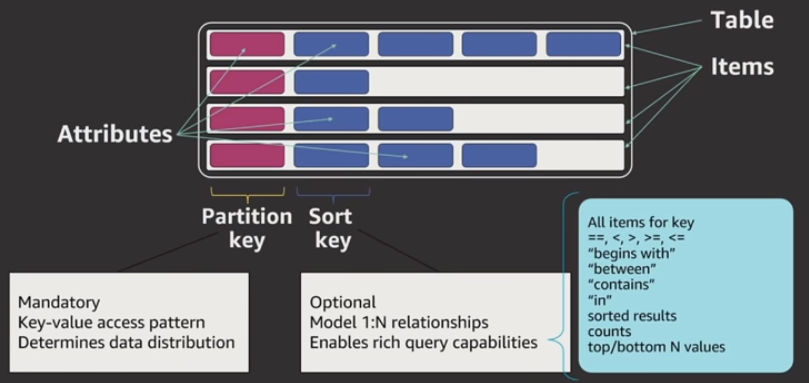 Table
Items
Attributes
Partition
key
Sort
key
Mandatory
Key-value access pattern
Determines data distribution
Optional
Model 1:N relationships
Enables rich query capabilities
All items for key
==, <, >, >=, <=
“begins with”
“between”
“contains”
“in”
sorted results
counts
top/bottom N values